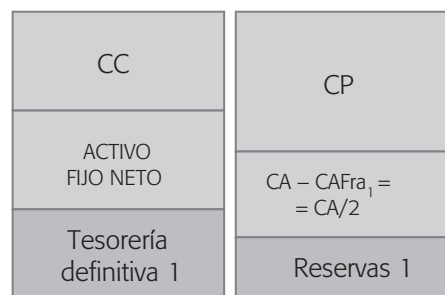 CC
ACTIVO
FIJO NETO
Tesorería
definitiva 1
CP
CA – CAFra₁ =
= CA/2
Reservas 1